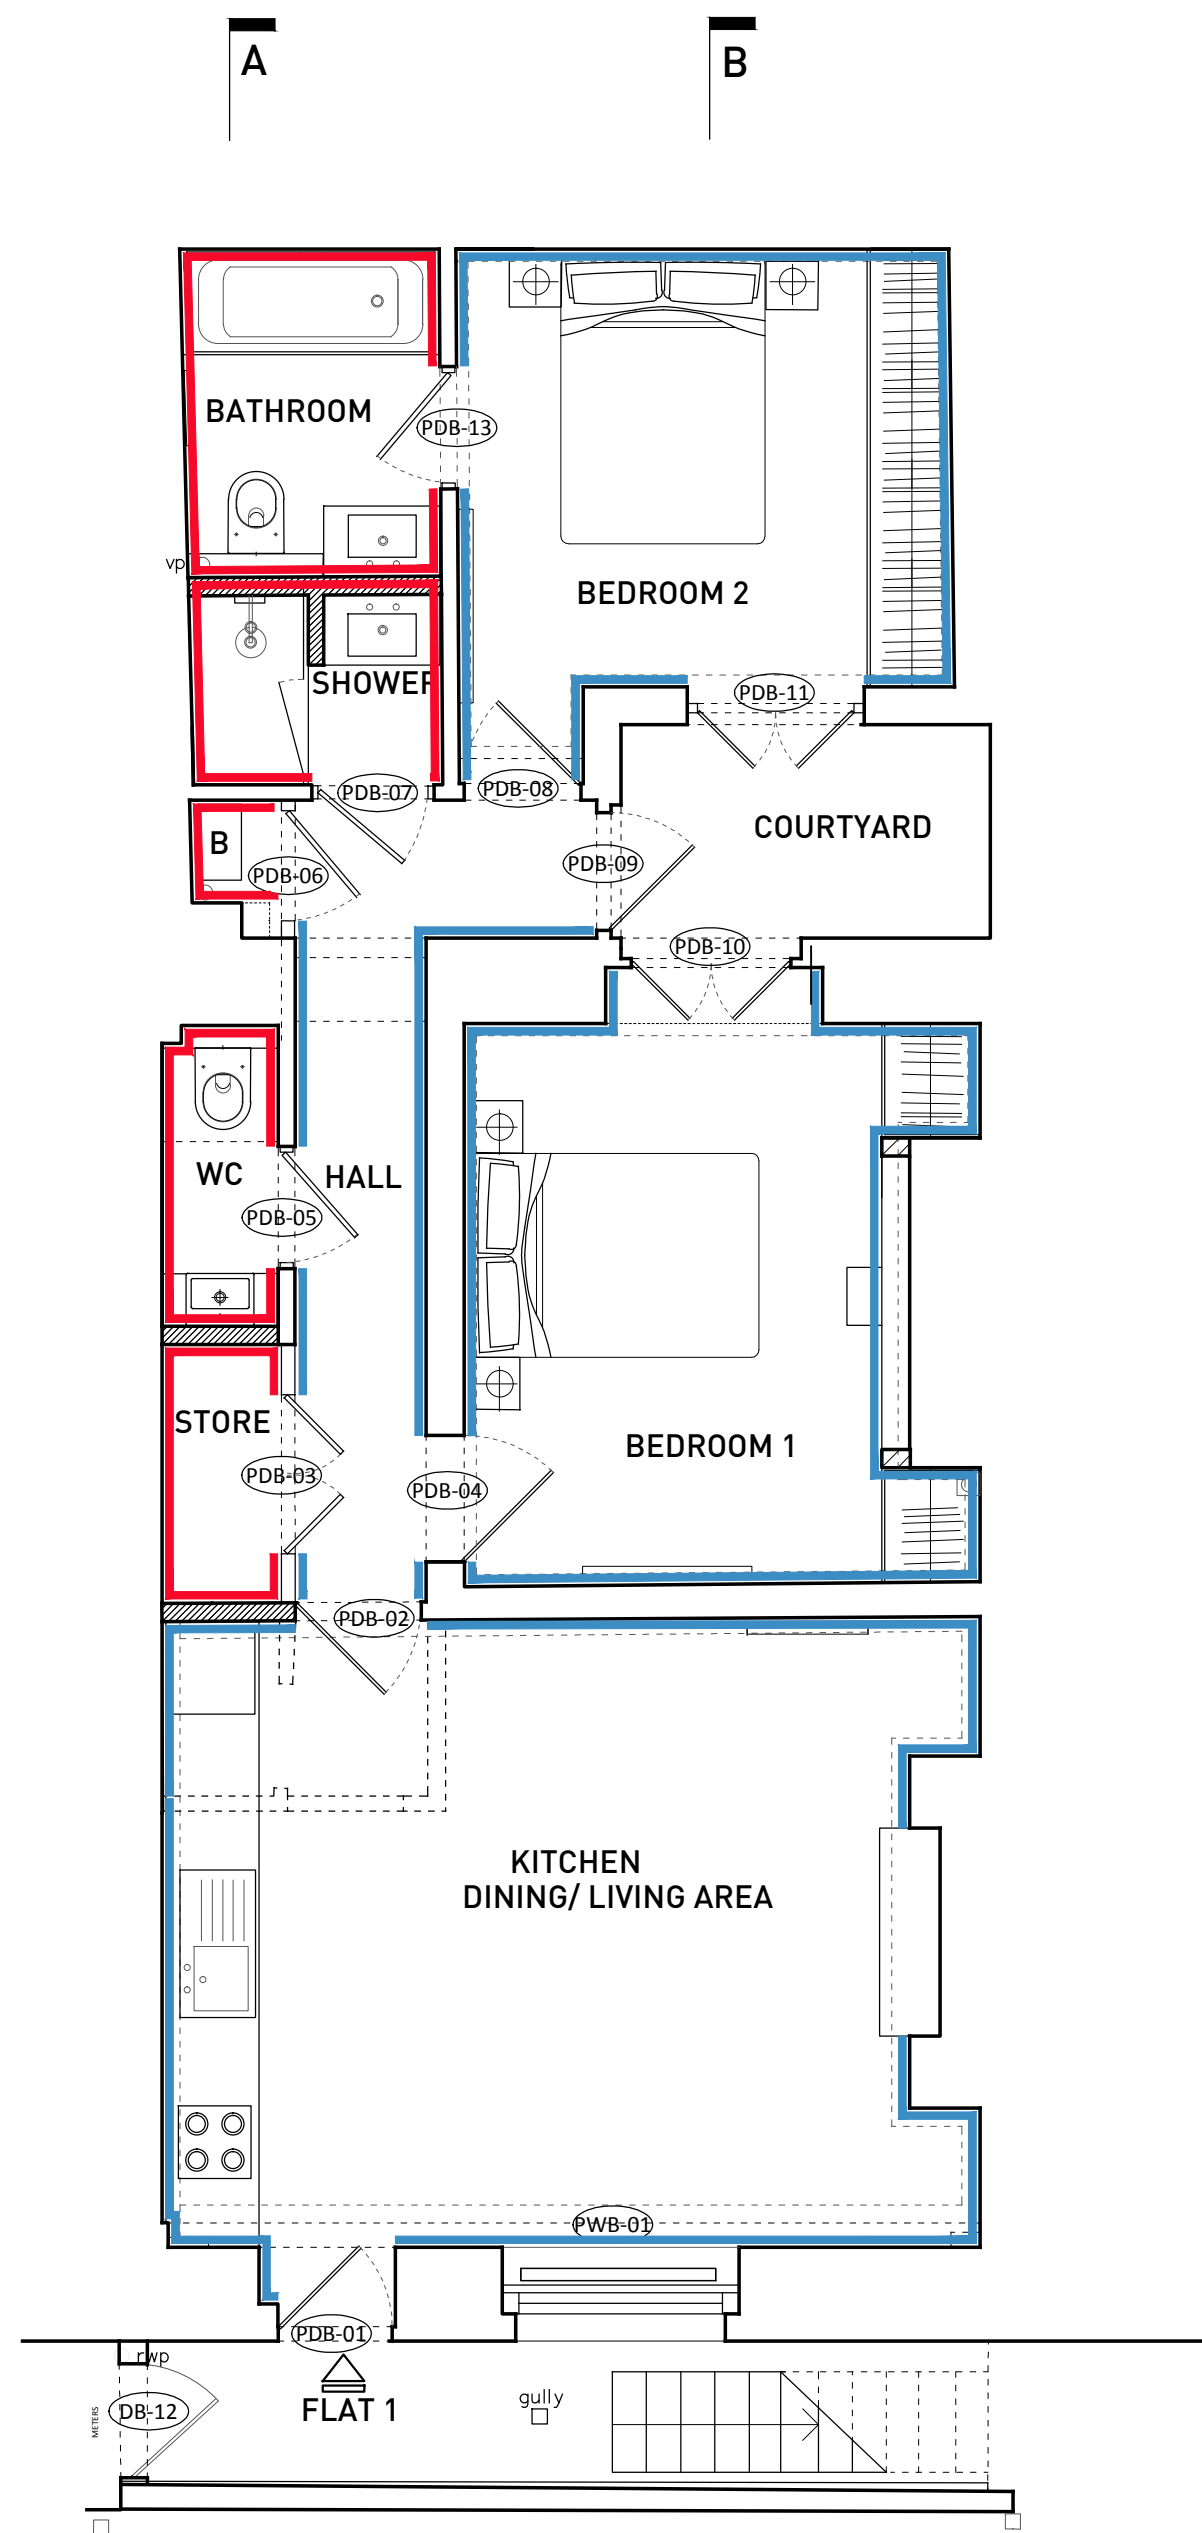 A
B
BATHROOM
PDB-13
vp
BEDROOM 2
SHOWER
PDB-11
PDB-07
PDB-08
B
COURTYARD
PDB-06
PDB-09
PDB-10
WC
HALL
PDB-05
STORE
BEDROOM 1
PDB-03
PDB-04
PDB-02
KITCHEN
DINING/ LIVING AREA
PWB-01
PDB-01
rwp
FLAT 1
gully
DB-12
METERS